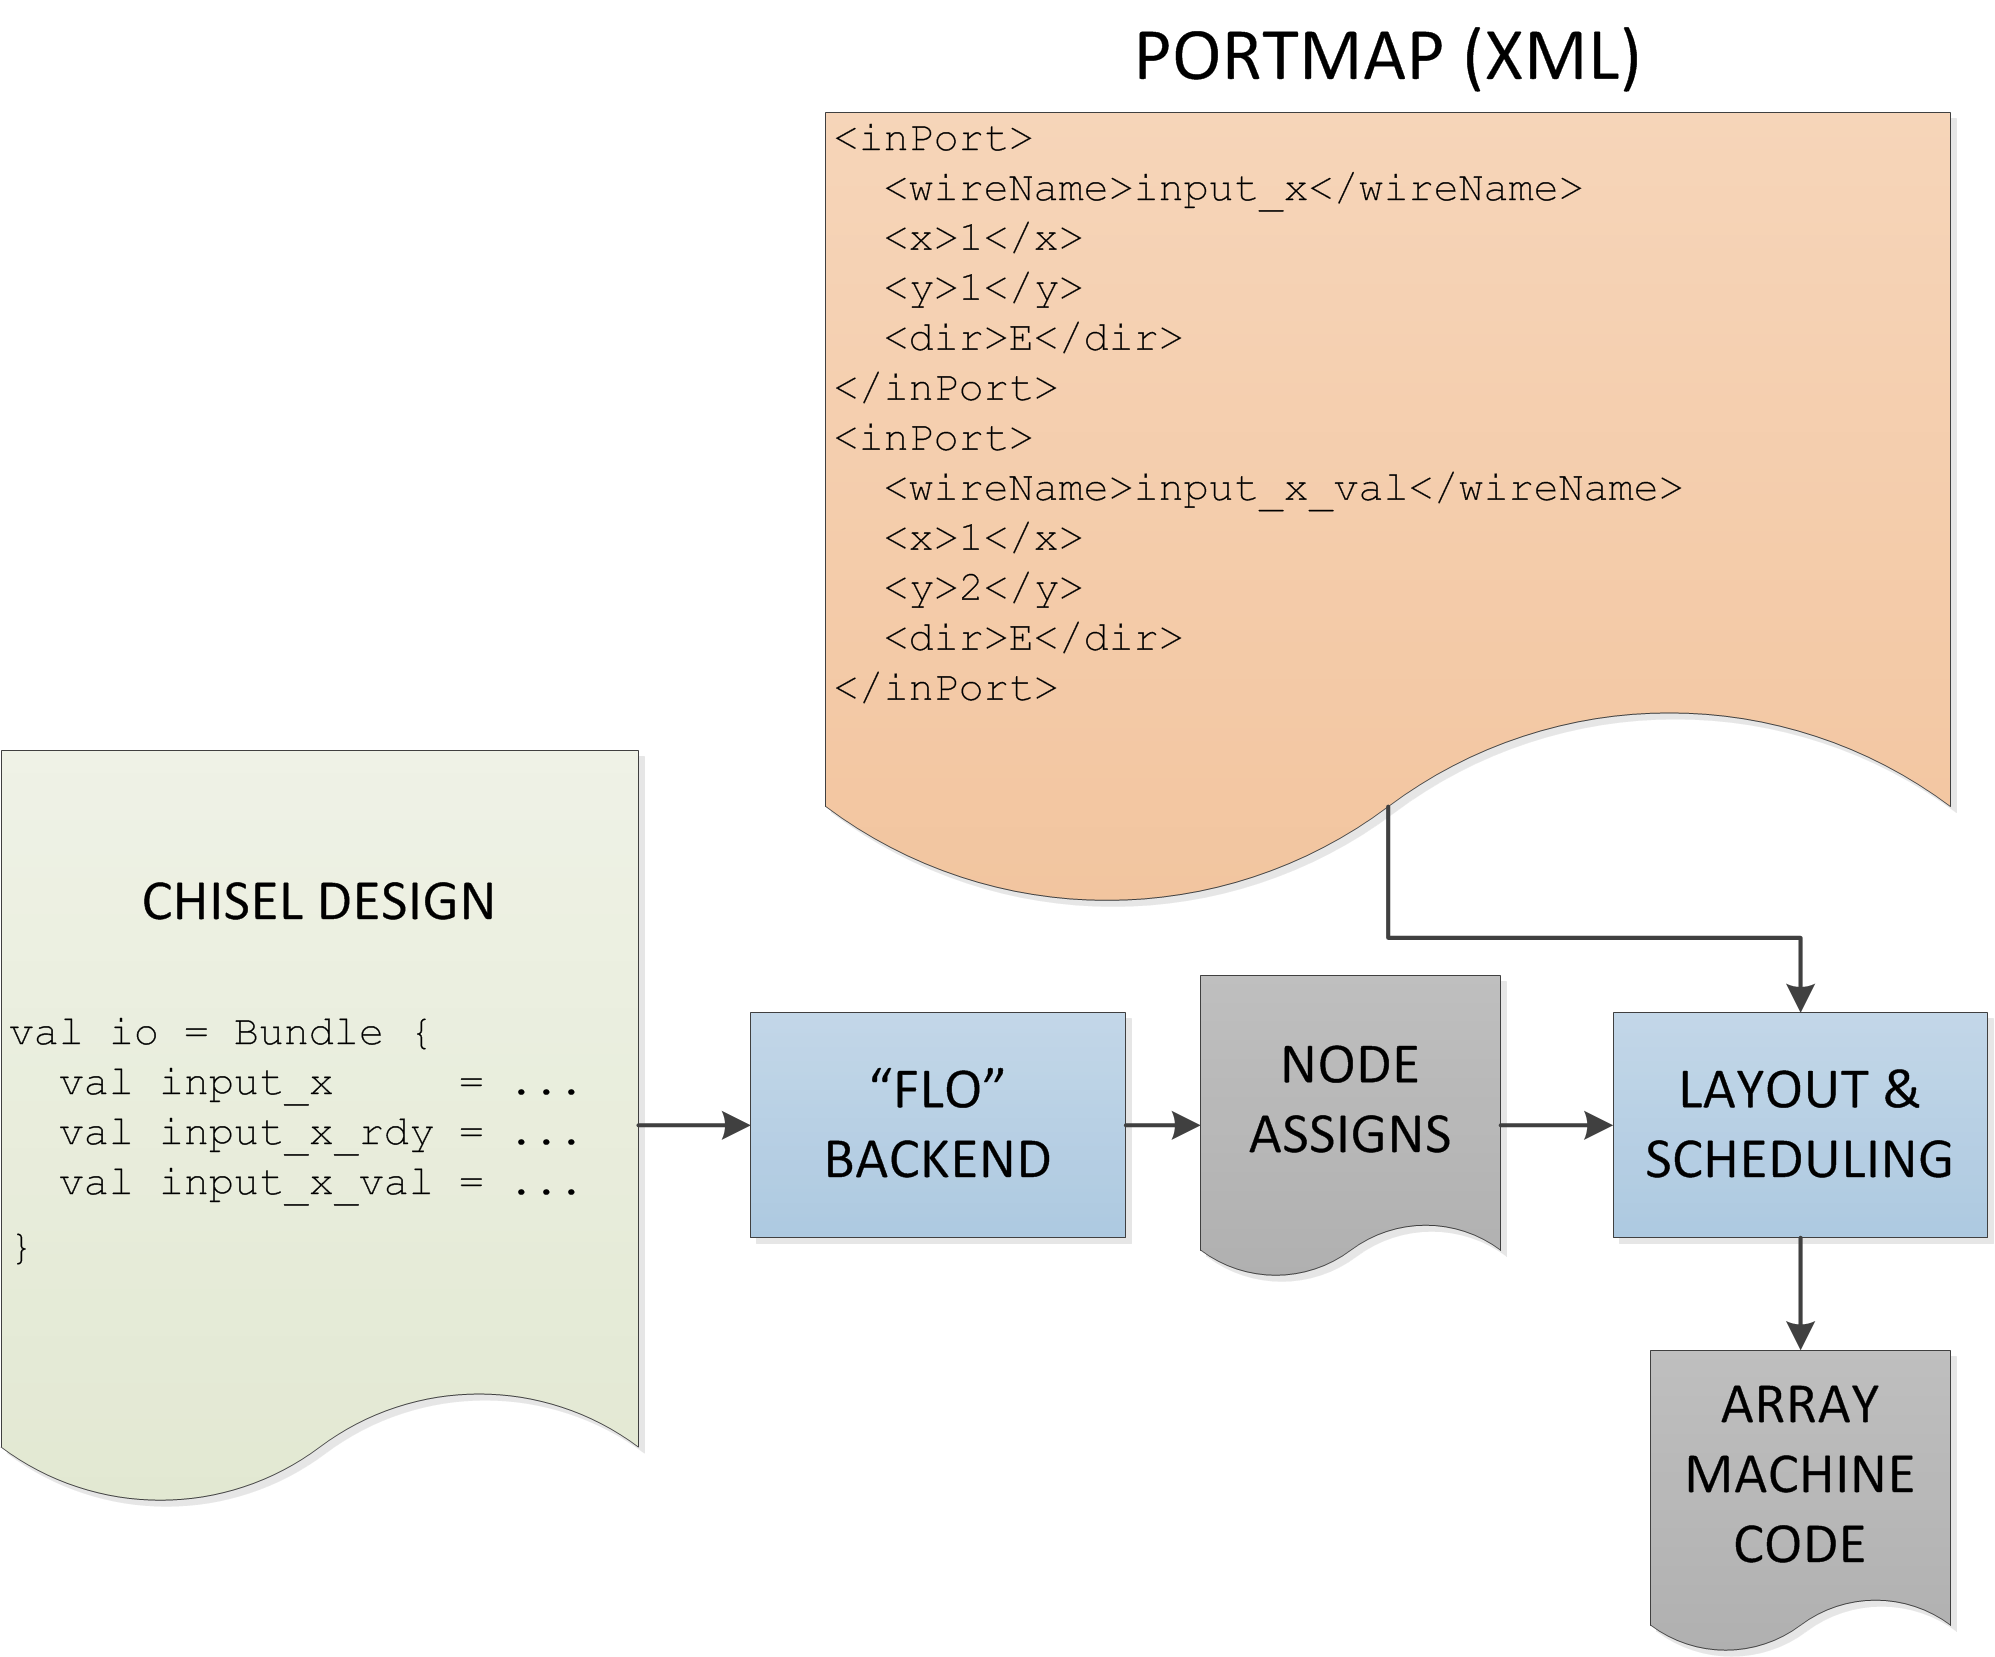 PORTMAP (XML)
<inPort>
  <wireName>input_x</wireName>
  <x>1</x>
  <y>1</y>
  <dir>E</dir>
</inPort>
<inPort>
  <wireName>input_x_val</wireName>
  <x>1</x>
  <y>2</y>
  <dir>E</dir>
</inPort>
CHISEL DESIGN
val io = Bundle {
  val input_x     = ...
  val input_x_rdy = ...
  val input_x_val = ...
}
“FLO”
BACKEND
NODE
ASSIGNS
LAYOUT &
SCHEDULING
ARRAY
MACHINE
CODE